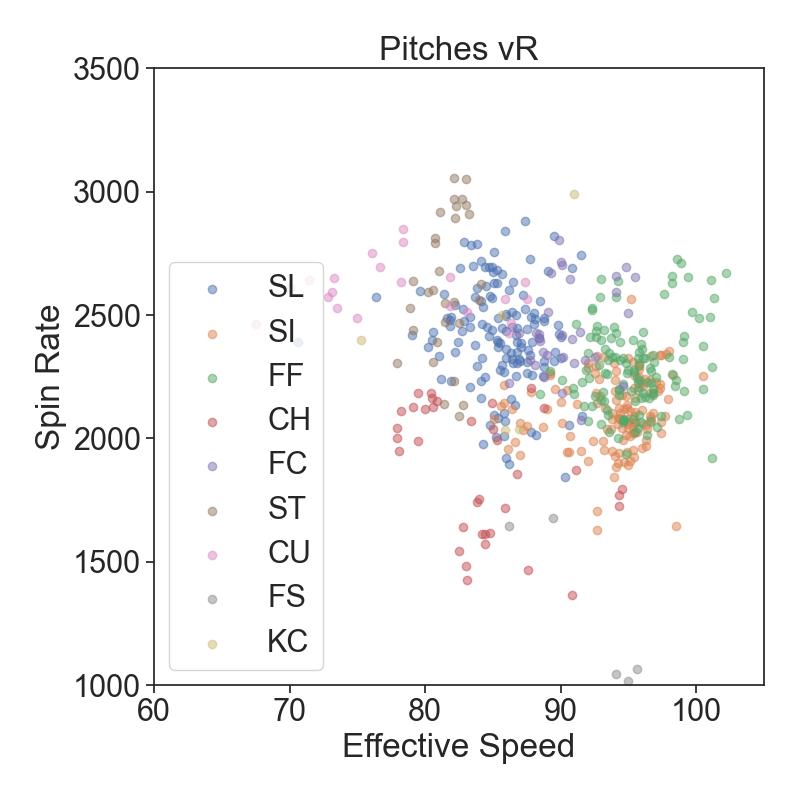 Pitches vR
3500
3000
2500
2000
1500
1000
Spin Rate
SL
SI
FF
CH
FC
ST
CU
FS
KC
60
70
80
90
100
Effective Speed